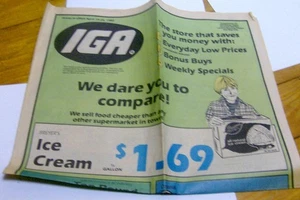 IGA
The store that saves
you money with:
Everyday Low Prices
Bonus Buys
Weekly Specials
We dare you to
compare!
We sell food cheaper than
other supermarket in
Ice
Cream
GALLON
$1.69